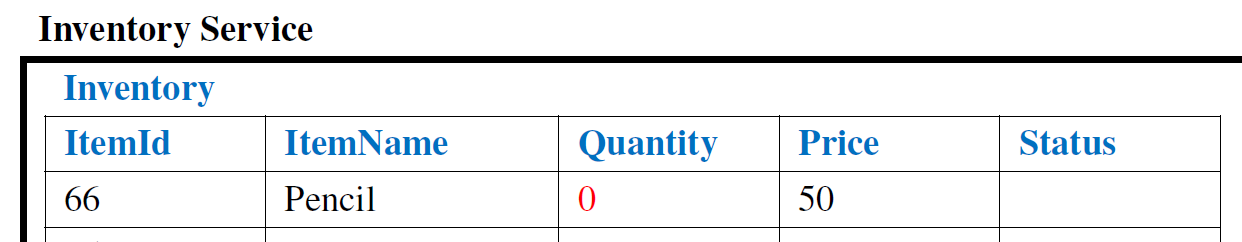 Inventory Service
Inventory
ItemId ItemName Quantity Price Status
66 Pencil 0 50